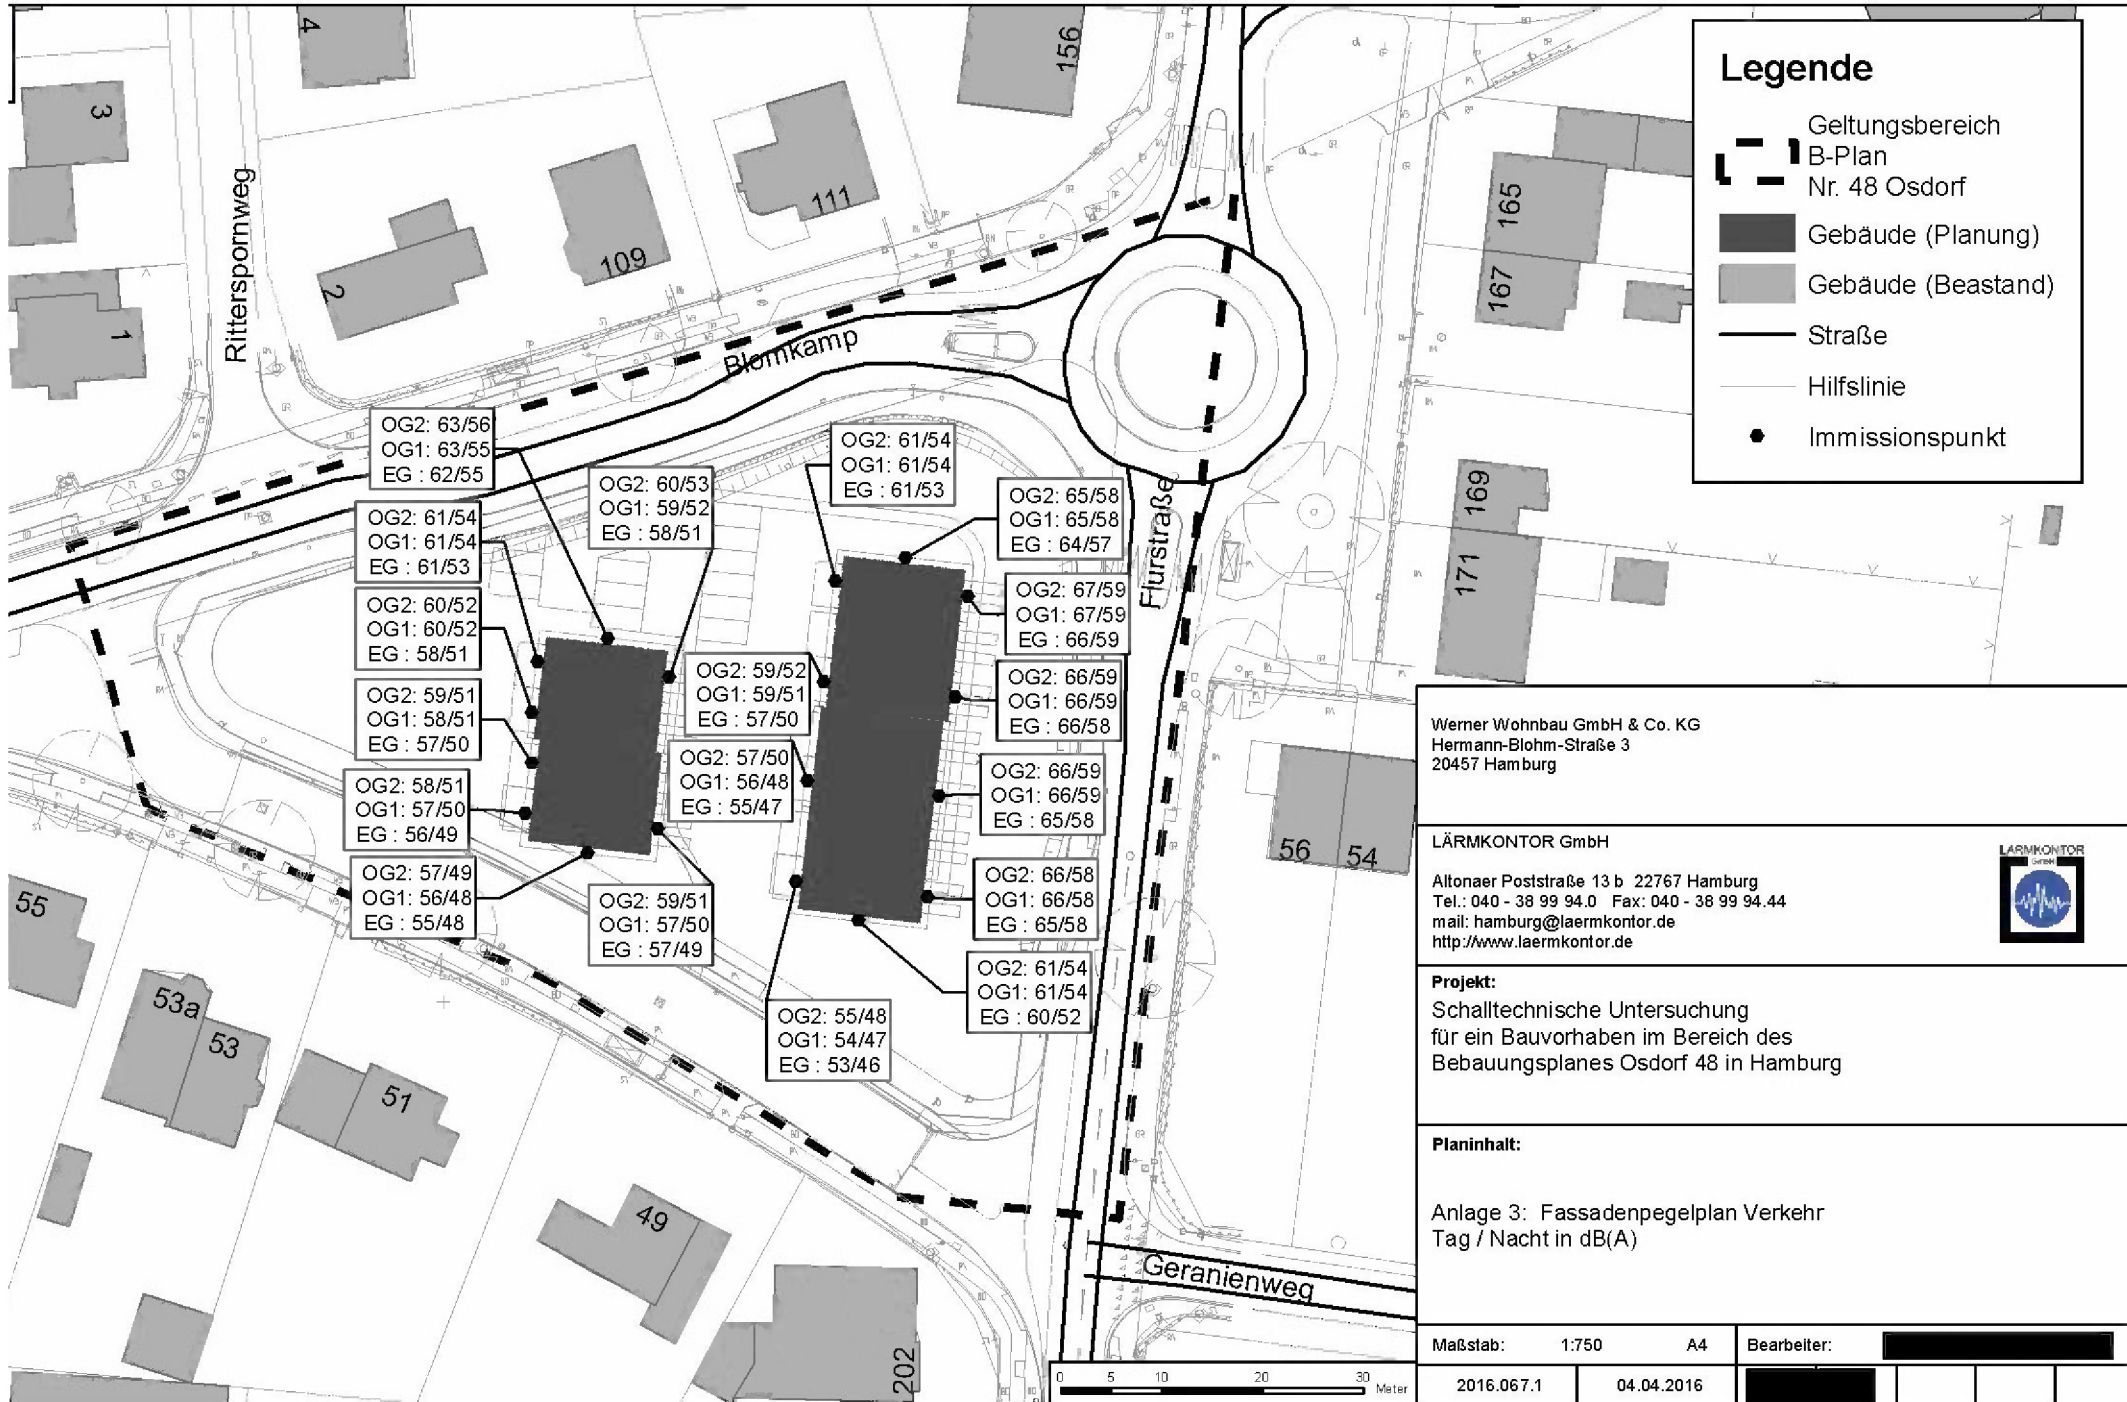 4
156
3
Ritterspornweg
111
109
2
1
Blomkamp
165
167
169
171
Flurstraße
OG2: 63/56
OG1: 63/55
EG : 62/55
OG2: 61/54
OG1: 61/54
EG : 61/53
OG2: 60/53
OG1: 59/52
EG : 58/51
OG2: 61/54
OG1: 61/54
EG : 61/53
OG2: 65/58
OG1: 65/58
EG : 64/57
OG2: 67/59
OG1: 67/59
EG : 66/59
OG2: 60/52
OG1: 60/52
EG : 58/51
OG2: 59/52
OG1: 59/51
EG : 57/50
OG2: 66/59
OG1: 66/59
EG : 66/58
OG2: 59/51
OG1: 58/51
EG : 57/50
OG2: 57/50
OG1: 56/48
EG : 55/47
OG2: 66/59
OG1: 66/59
EG : 65/58
OG2: 58/51
OG1: 57/50
EG : 56/49
OG2: 57/49
OG1: 56/48
EG : 55/48
OG2: 59/51
OG1: 57/50
EG : 57/49
OG2: 66/58
OG1: 66/58
EG : 65/58
OG2: 61/54
OG1: 61/54
EG : 60/52
OG2: 55/48
OG1: 54/47
EG : 53/46
56
54
55
53a
53
51
49
202
Geranienweg
0 5 10 20 30 Meter
Legende
Geltungsbereich
B-Plan
Nr. 48 Osdorf
Gebäude (Planung)
Gebäude (Beastand)
Straße
Hilfslinie
Immissionspunkt
Werner Wohnbau GmbH & Co. KG
Hermann-Blohm-Straße 3
20457 Hamburg
LÄRMKONTOR GmbH
Altonaer Poststraße 13 b 22767 Hamburg
Tel.: 040 - 38 99 94.0 Fax: 040 - 38 99 94.44
mail: hamburg@laermkontor.de
http://www.laermkontor.de
LÄRMKONTOR
GmbH
Projekt:
Schalltechnische Untersuchung
für ein Bauvorhaben im Bereich des
Bebauungsplanes Osdorf 48 in Hamburg
Planinhalt:
Anlage 3: Fassadenpegelplan Verkehr
Tag / Nacht in dB(A)
Maßstab: 1:750 A4
Bearbeiter:
2016.067.1
04.04.2016